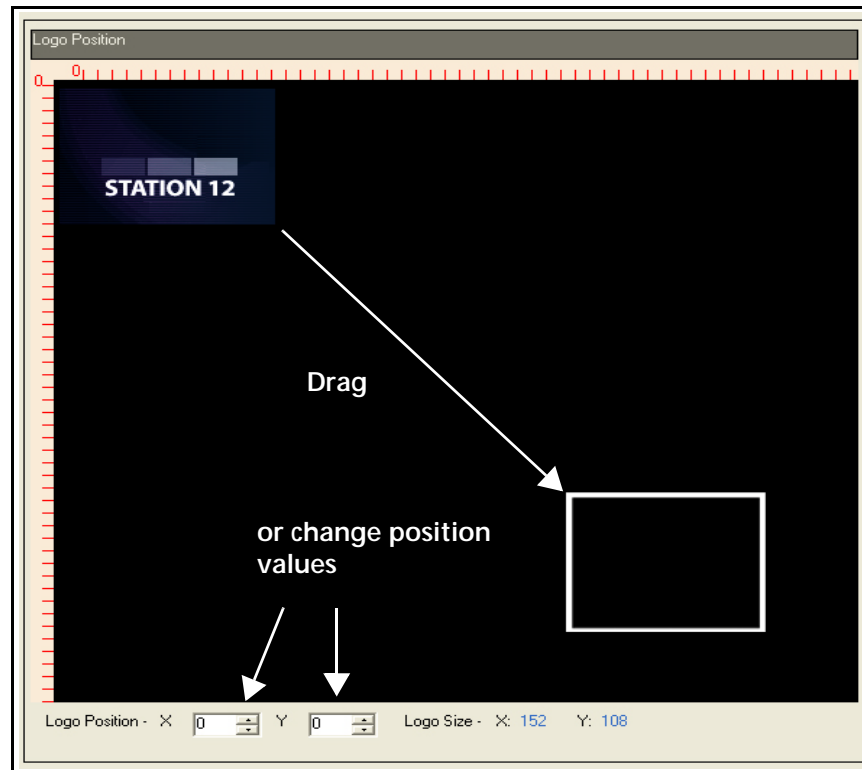 Logo Position
0
0
STATION 12
Drag
or change position
values
Logo Position - X 0 Y 0 Logo Size - X: 152 Y: 108